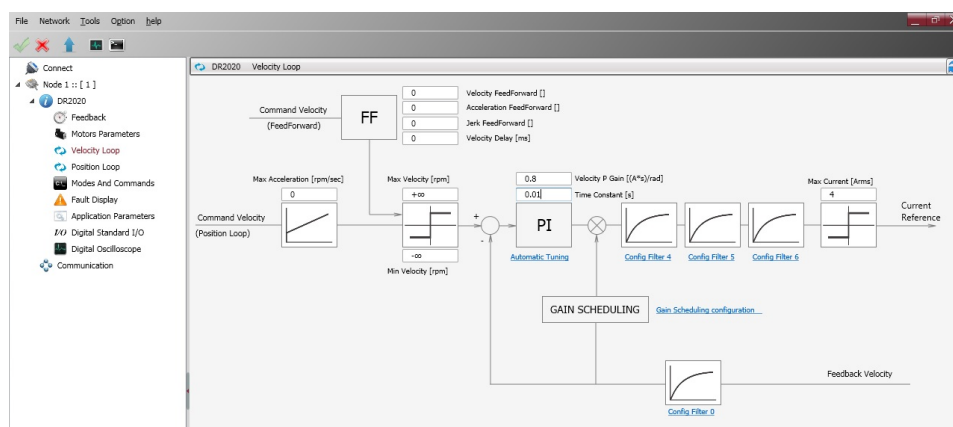 File Network Tools Option help
Connect
Node 1 :: [ 1 ]
DR2020
Feedback
Motors Parameters
Velocity Loop
Position Loop
Modes And Commands
Fault Display
Application Parameters
I/O Digital Standard I/O
Digital Oscilloscope
Communication
DR2020 Velocity Loop
Command Velocity
(FeedForward)
FF
0 Velocity FeedForward []
0 Acceleration FeedForward []
0 Jerk FeedForward []
0 Velocity Delay [ms]
Max Acceleration [rpm/sec]
0
Max Velocity [rpm]
+∞
0.8 Velocity P Gain [(A*s)/rad]
0.01 Time Constant [s]
Max Current [Arms]
4
Command Velocity
(Position Loop)
+
-
PI
Current
Reference
-∞
Min Velocity [rpm]
Automatic Tuning
Config Filter 4
Config Filter 5
Config Filter 6
GAIN SCHEDULING
Gain Scheduling configuration
Feedback Velocity
Config Filter 0